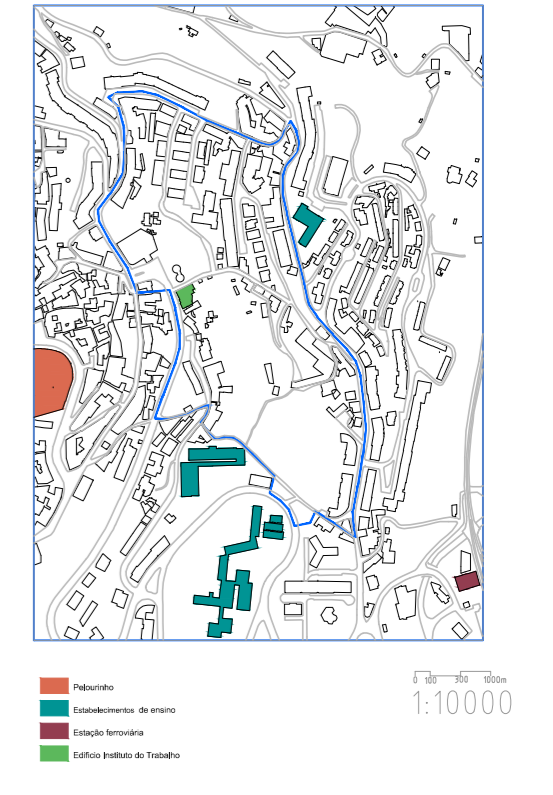 Pelourinho
Estabelecimentos de ensino
Estação ferroviária
Edifício Instituto do Trabalho
0 100 300 1000m
1:10000